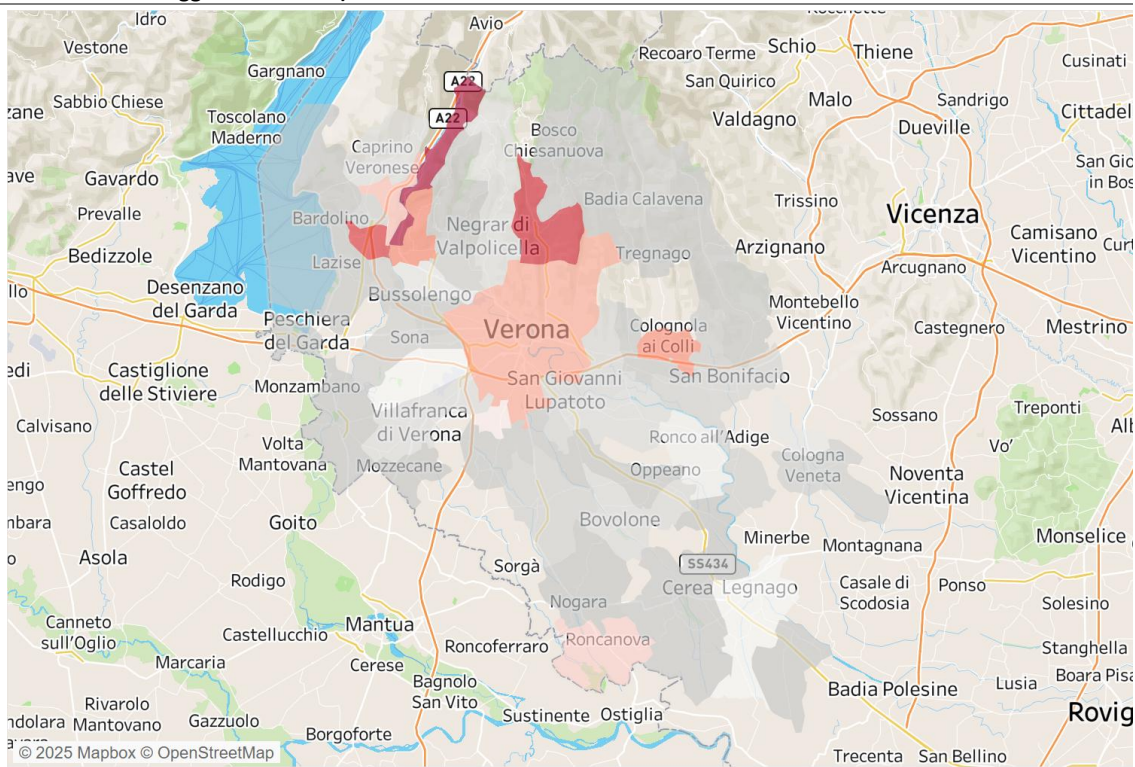 Idro
Avio
Vestone
Recoaro Terme
Schio
Thiene
Gargnano
San Quirico
Cusinati
A22
Sabbio Chiese
Malo
Sandrigo
zane
Toscolano
Maderno
A22
Valdagno
Dueville
Cittadel
Bosco
Chiesanuova
Caprino
Veronese
San Gio
in Bos
ave
Gavardo
Trissino
Badia Calavena
Prevalle
Bardolino
Negrar di
Valpolicella
Vicenza
Camisano
Vicentino
Bedizzole
Lazise
Tregnago
Arzignano
Arcugnano
llo
Desenzano
del Garda
Bussolengo
Montebello
Vicentino
Peschiera
del Garda
Sona
Verona
Colognola
ai Colli
Castegnero
Mestrino
edi
Castiglione
delle Stiviere
Monzambano
San Giovanni
Lupatoto
San Bonifacio
Calvisano
Villafranca
di Verona
Sossano
Treponti
Volta
Mantovana
Ronco all'Adige
Vo'
engo
Castel
Goffredo
Mozzecane
Oppeano
Cologna
Veneta
Noventa
Vicentina
mbara
Casaloldo
Goito
Bovolone
Minerbe
Montagnana
Monselice
o
Asola
Sorgà
SS434
Rodigo
Cerea
Legnago
Casale di
Scodosia
Ponso
Solesino
Nogara
Canneto
sull'Oglio
Castellucchio
Mantua
Roncoferraro
Roncanova
Stanghella
Marcaria
Cerese
Bagnolo
San Vito
Badia Polesine
Lusia
Boara Pisa
Rivarolo
Mantovano
Gazzuolo
Sustinente
Ostiglia
Rovig
ndolara
Borgoforte
© 2025 Mapbox © OpenStreetMap
Trecenta
San Bellino